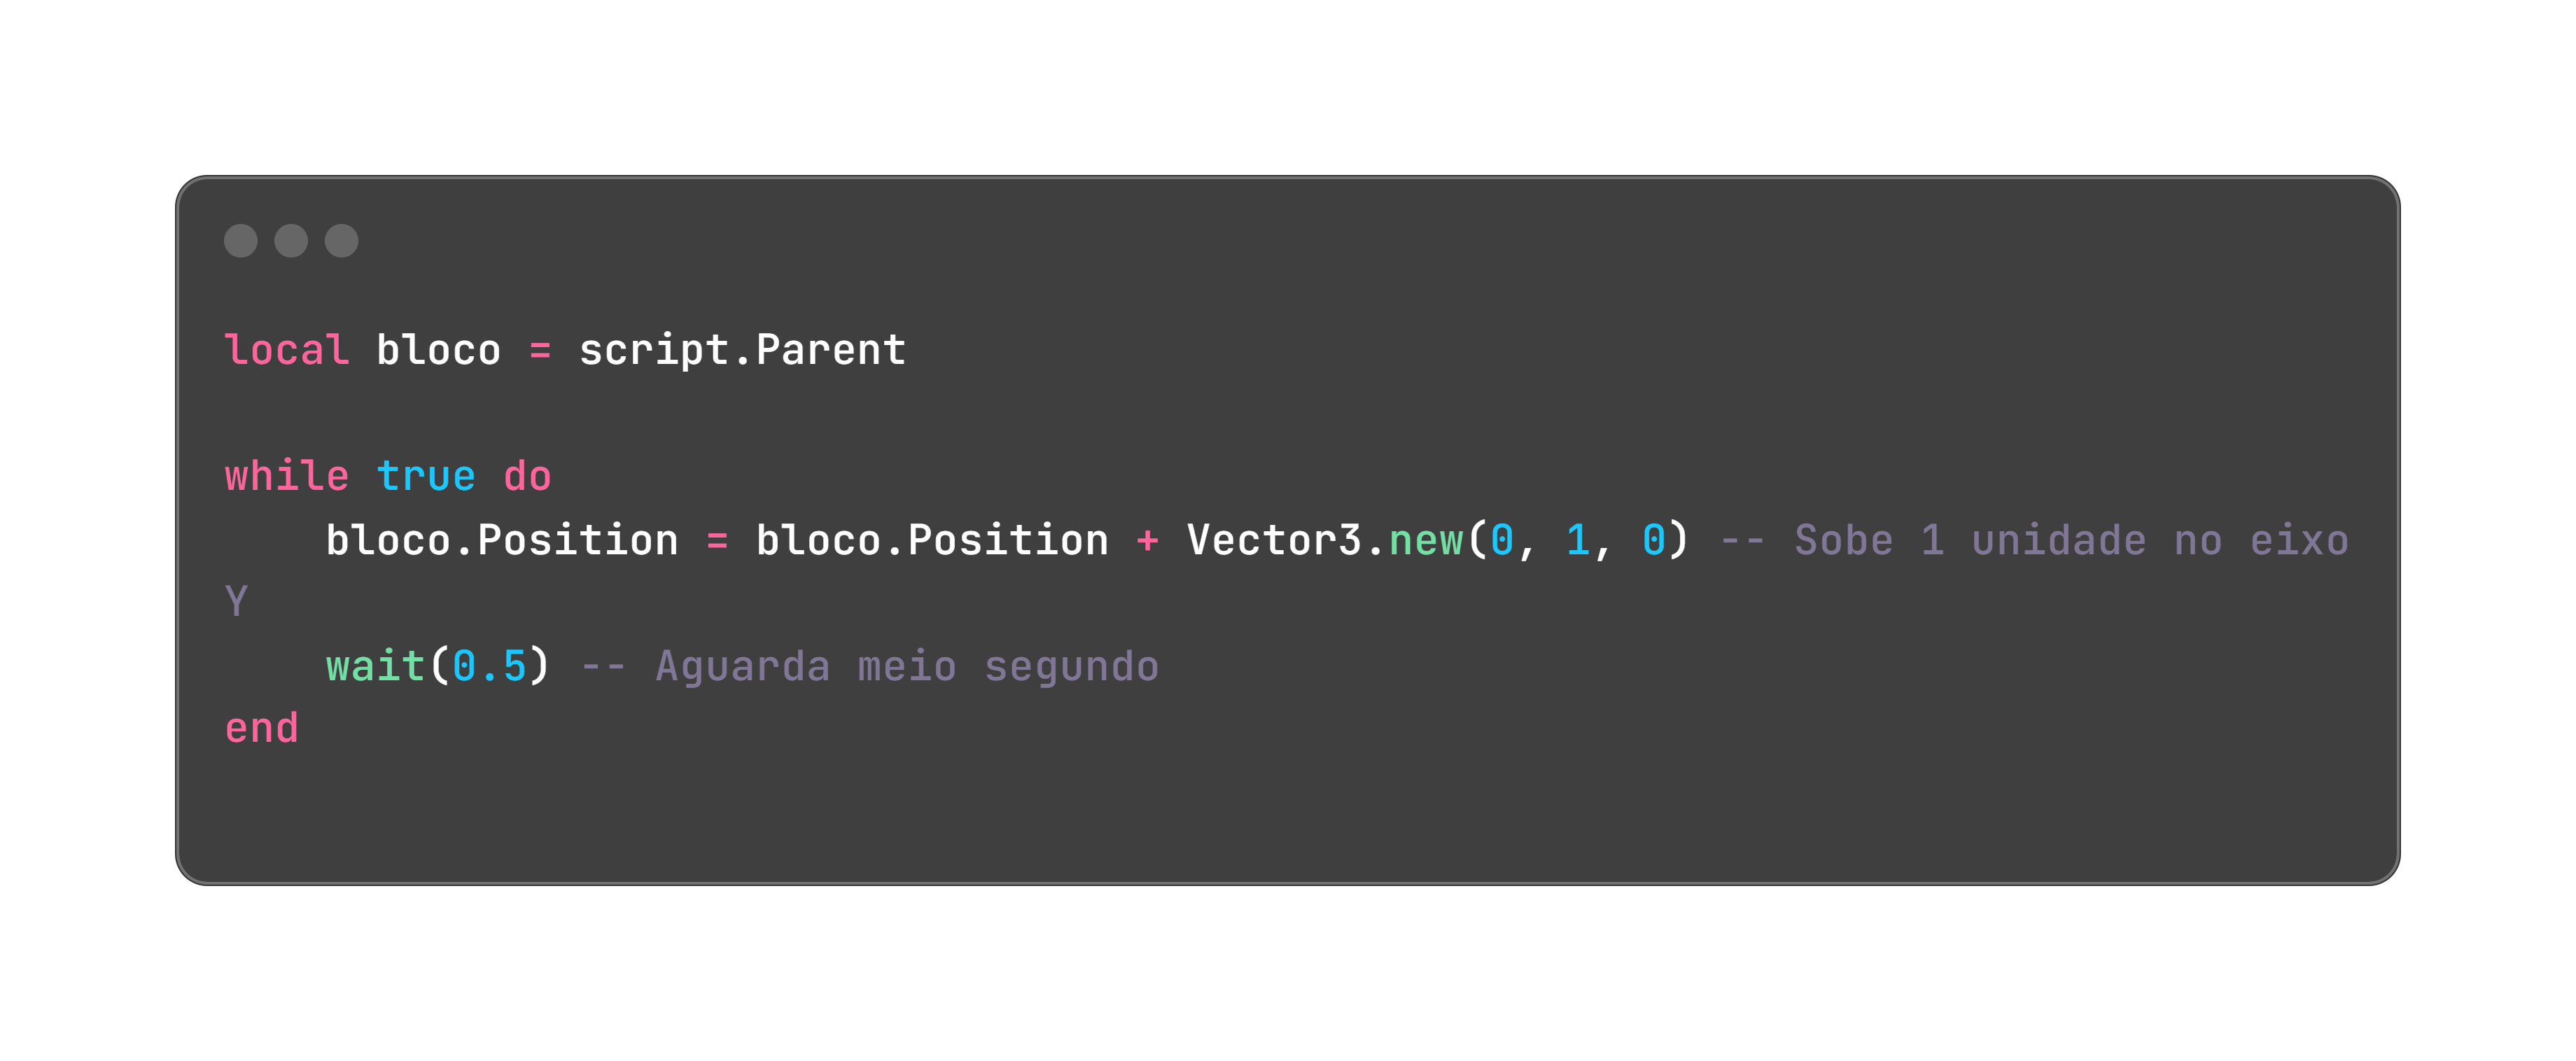 local bloco = script.Parent
while true do
    bloco.Position = bloco.Position + Vector3.new(0, 1, 0) -- Sobe 1 unidade no eixo
Y
    wait(0.5) -- Aguarda meio segundo
end